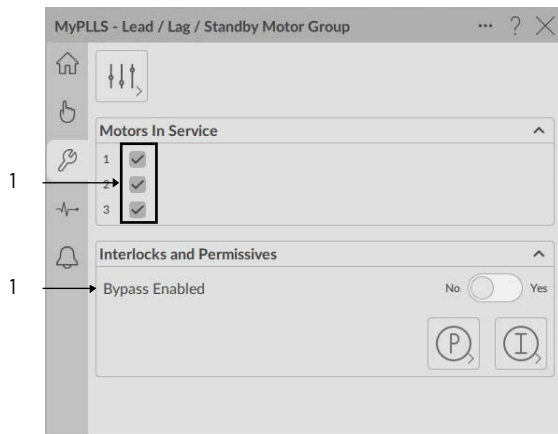 MyPLLS - Lead / Lag / Standby Motor Group ... ? X
Motors In Service
1
1
2
3
Interlocks and Permissives
1 Bypass Enabled No Yes
P I